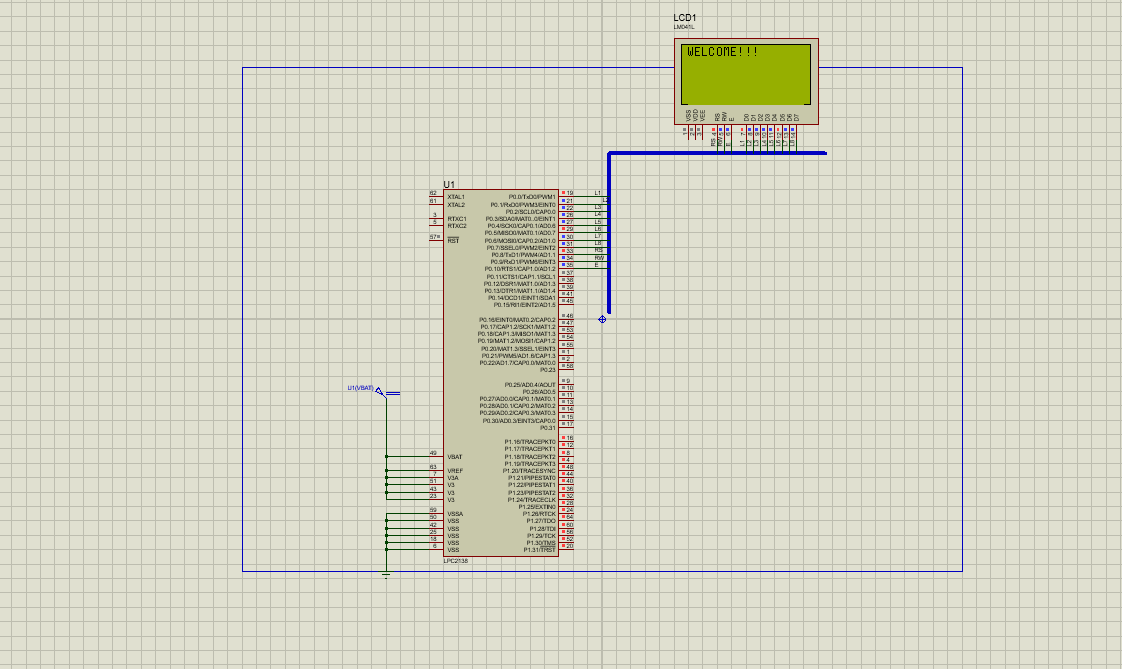 LCD1
LM041L
WELCOME!!!
VSS
VDD
VEE
RS
RW
E
D0
D1
D2
D3
D4
D5
D6
D7
U1
62
XTAL1
61
XTAL2
3
RTXC1
5
RTXC2
57
RST
P0.0/TxD0/PWM1
19
L1
P0.1/RxD0/PWM3/EINT0
21
P0.2/SCL0/CAP0.0
22
L3
P0.3/SDA0/MAT0..0/EINT1
26
L4
P0.4/SCK0/CAP0.1/AD0.6
27
L5
P0.5/MISO0/MAT0.1/AD0.7
29
L6
P0.6/MOSI0/CAP0.2/AD1.0
30
L7
P0.7/SSEL0/PWM2/EINT2
31
L8
P0.8/TxD1/PWM4/AD1.1
33
RS
P0.9/RxD1/PWM6/EINT3
34
RW
P0.10/RTS1/CAP1.0/AD1.2
35
E
P0.11/CTS1/CAP1.1/SCL1
37
P0.12/DSR1/MAT1.0/AD1.3
38
P0.13/DTR1/MAT1.1/AD1.4
39
P0.14/DCD1/EINT1/SDA1
41
P0.15/RI1/EINT2/AD1.5
45
P0.16/EINT0/MAT0.2/CAP0.2
46
P0.17/CAP1.2/SCK1/MAT1.2
47
P0.18/CAP1.3/MISO1/MAT1.3
53
P0.19/MAT1.2/MOSI1/CAP1.2
54
P0.20/MAT1.3/SSEL1/EINT3
55
P0.21/PWM5/AD1.6/CAP1.3
1
P0.22/AD1.7/CAP0.0/MAT0.0
2
P0.23
58
P0.25/AD0.4/AOUT
9
P0.26/AD0.5
10
P0.27/AD0.0/CAP0.1/MAT0.1
11
P0.28/AD0.1/CAP0.2/MAT0.2
13
P0.29/AD0.2/CAP0.3/MAT0.3
14
P0.30/AD0.3/EINT3/CAP0.0
15
P0.31
17
U1(VBAT)
P1.16/TRACEPKT0
16
P1.17/TRACEPKT1
12
49
VBAT
P1.18/TRACEPKT2
8
P1.19/TRACEPKT3
4
63
VREF
P1.20/TRACESYNC
48
7
V3A
P1.21/PIPESTAT0
44
51
V3
P1.22/PIPESTAT1
40
43
V3
P1.23/PIPESTAT2
36
23
V3
P1.24/TRACECLK
32
P1.25/EXTIN0
28
59
VSSA
P1.26/RTCK
24
50
VSS
P1.27/TDO
64
42
VSS
P1.28/TDI
60
25
VSS
P1.29/TCK
56
18
VSS
P1.30/TMS
52
6
VSS
P1.31/TRST
20
LPC2138